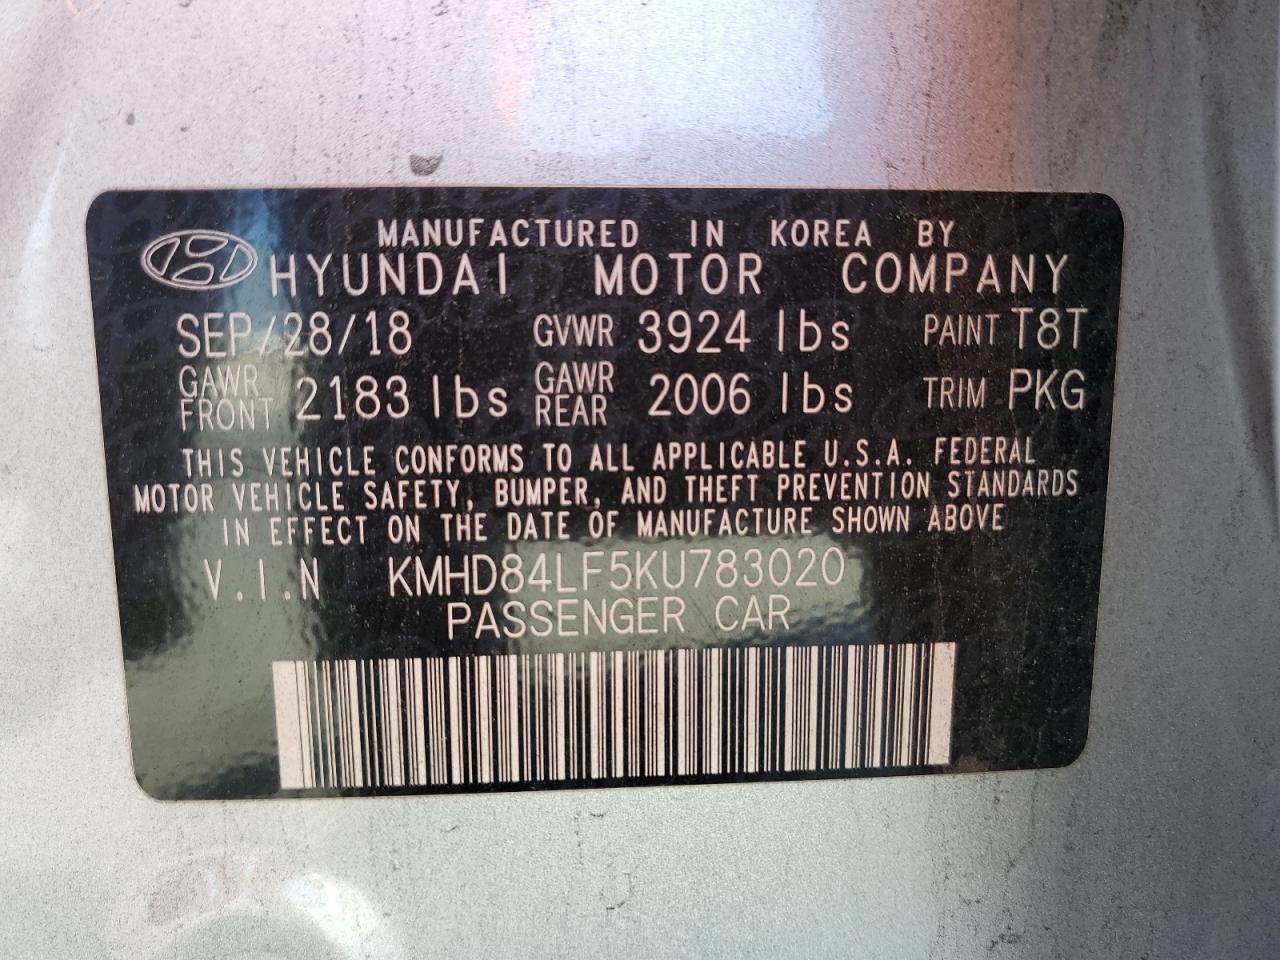 MANUFACTURED IN KOREA BY
HYUNDAI MOTOR COMPANY
SEP/28/18 GVWR 3924 lbs PAINT T8T
GAWR FRONT 2183 lbs GAWR REAR 2006 lbs TRIM PKG
THIS VEHICLE CONFORMS TO ALL APPLICABLE U.S.A. FEDERAL
MOTOR VEHICLE SAFETY, BUMPER, AND THEFT PREVENTION STANDARDS
IN EFFECT ON THE DATE OF MANUFACTURE SHOWN ABOVE
V.I.N KMHD84LF5KU783020
PASSENGER CAR